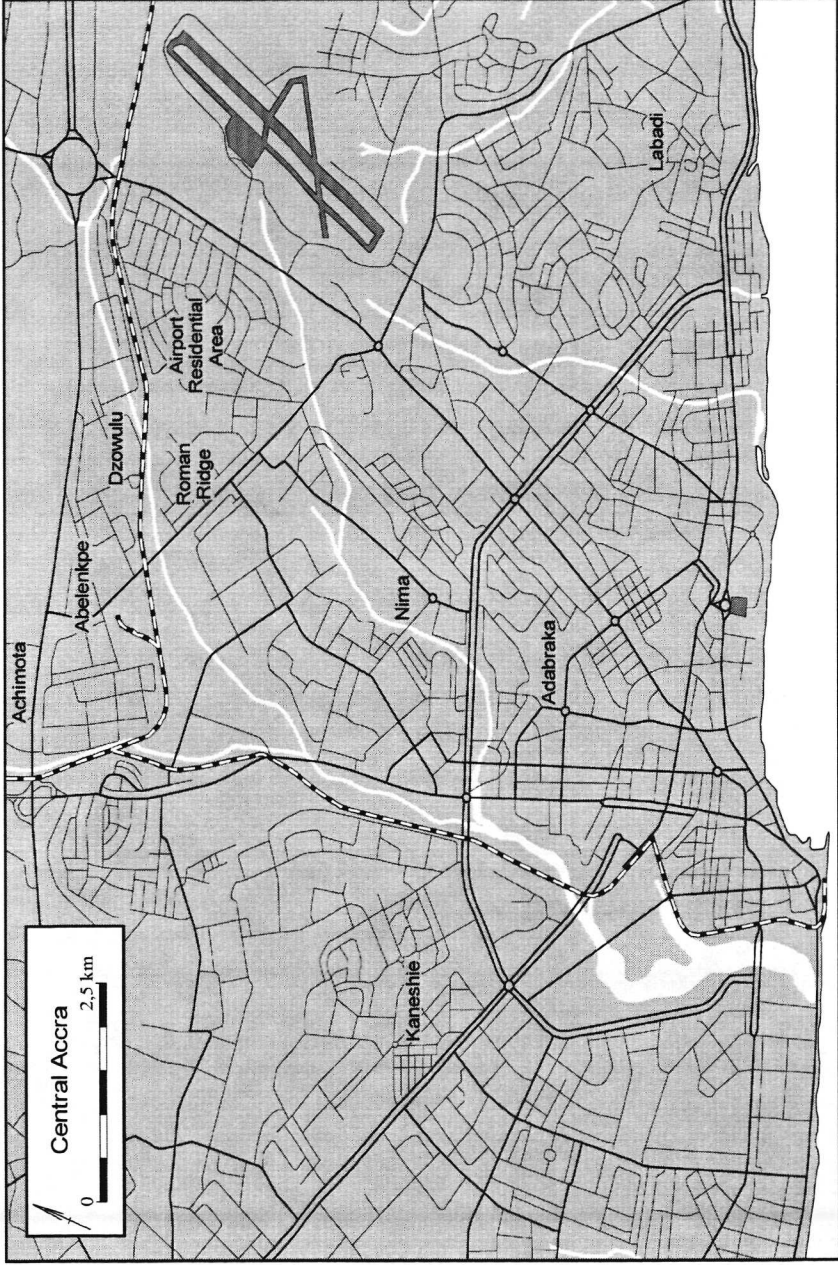 Central Accra
0 2,5 km
Achimota
Abelenkpe
Dzowulu
Airport
Residential
Area
Roman
Ridge
Nima
Labadi
Adabraka
Kaneshie